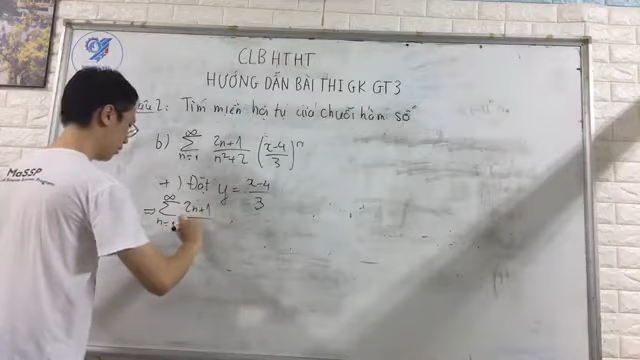 CLB HTHT
HƯỚNG DẪN BÀI THI GK GT3
Câu 2: Tìm miền hội tụ của chuỗi hàm số
b) ∑_{n=1}^{∞} (2n+1)/(n²+2) ((x-4)/3)^n
+) Đặt y = (x-4)/3
⇒ ∑_{n=1}^{∞} 2n+1
MaSSP